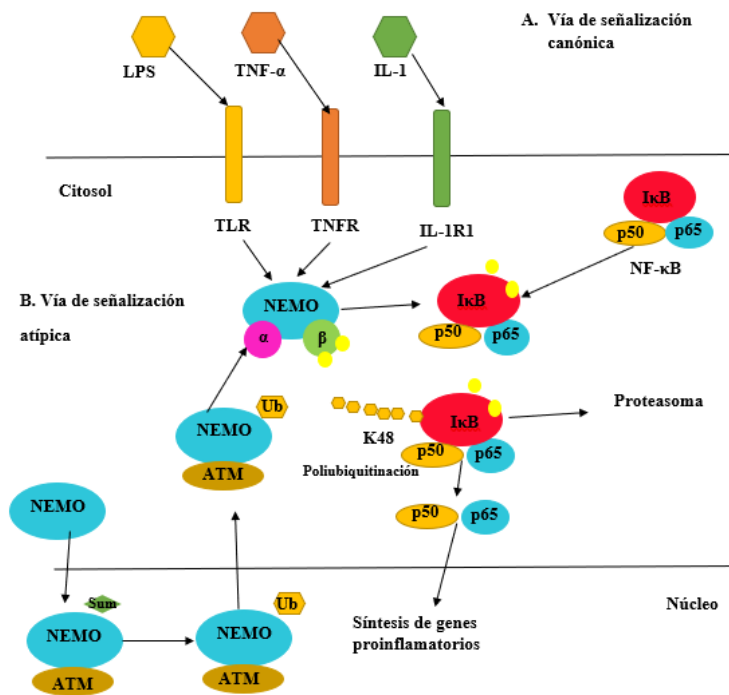 A. Vía de señalización
canónica
LPS
TNF-α
IL-1
Citosol
TLR
TNFR
IL-1R1
IκB
p50
p65
NF-κB
B. Vía de señalización
atípica
NEMO
α
β
IκB
p50
p65
Ub
NEMO
ATM
K48
Poliubiquitinación
IκB
p50
p65
Proteasoma
p50
p65
NEMO
Núcleo
Sum
NEMO
ATM
Ub
NEMO
ATM
Síntesis de genes
proinflamatorios